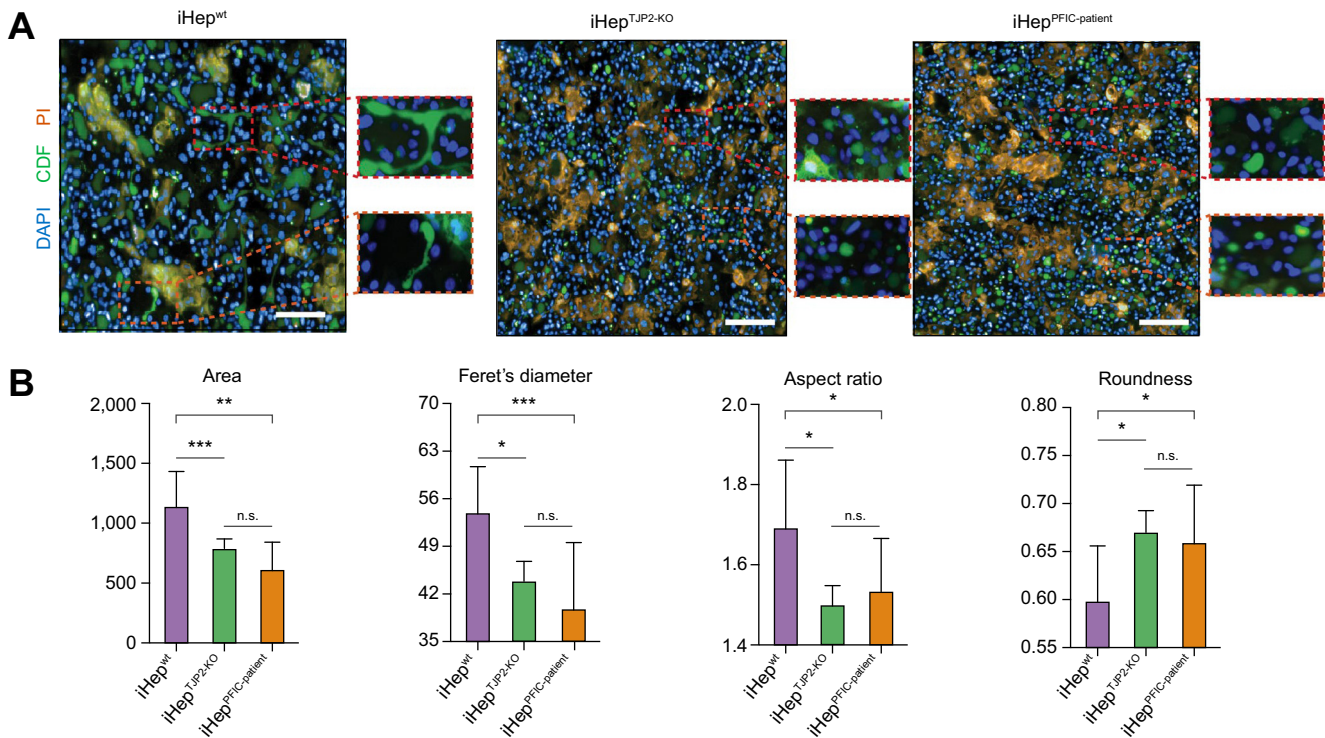 A
iHep^wt
iHep^TJP2-KO
iHep^PFIC-patient
DAPI CDF PI
B
Area
2,000
1,500
1,000
500
0
**
***
n.s.
iHep^wt
iHep^TJP2-KO
iHep^PFIC-patient
Feret's diameter
70
63
56
49
42
35
***
*
n.s.
iHep^wt
iHep^TJP2-KO
iHep^PFIC-patient
Aspect ratio
2.0
1.8
1.6
1.4
*
*
n.s.
iHep^wt
iHep^TJP2-KO
iHep^PFIC-patient
Roundness
0.80
0.75
0.70
0.65
0.60
0.55
*
*
n.s.
iHep^wt
iHep^TJP2-KO
iHep^PFIC-patient